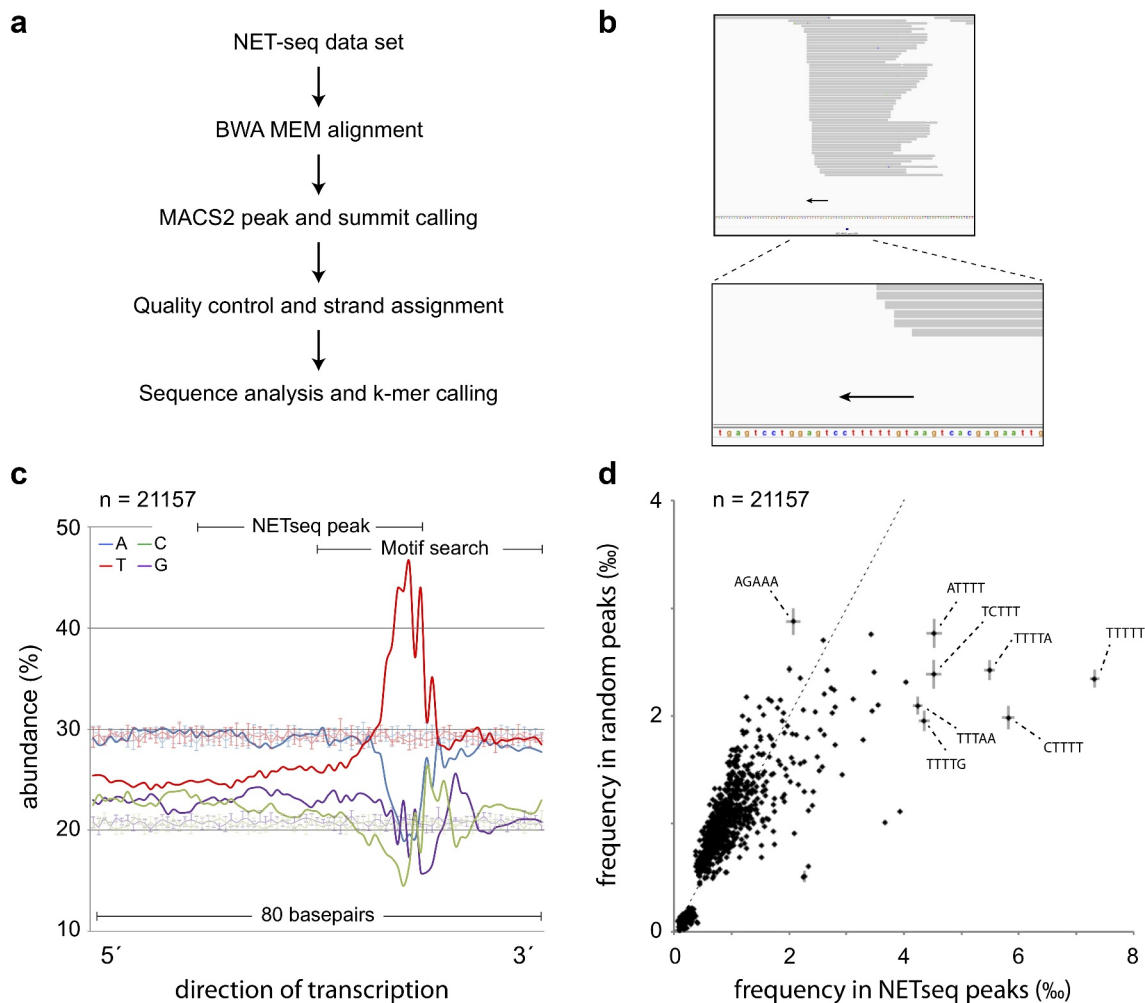 a
NET-seq data set
BWA MEM alignment
MACS2 peak and summit calling
Quality control and strand assignment
Sequence analysis and k-mer calling
b
t g a g t c c t g g a g t c c t t t t t g t a a g t c a c g a g a a t t g
c
n = 21157
NETseq peak
Motif search
A
C
T
G
50
40
30
20
10
abundance (%)
80 basepairs
5´
3´
direction of transcription
d
n = 21157
4
2
0
frequency in random peaks (‰)
AGAAA
ATTTT
TCTTT
TTTTA
TTTTT
TTTAA
TTTTG
CTTTT
0
2
4
6
8
frequency in NETseq peaks (‰)